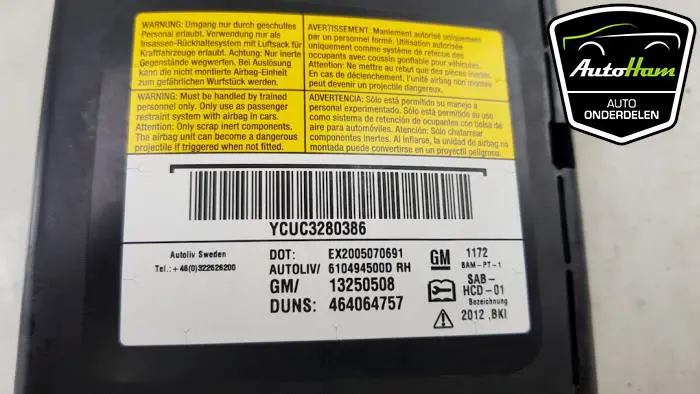 WARNUNG: Umgang nur durch geschultes
Personal erlaubt. Verwendung nur als
Insassen-Rückhaltesystem mit Luftsack für
Kraftfahrzeuge erlaubt. Achtung: Nur inerte
Gegenstände wegwerfen. Bei Auslösung
kann die nicht montierte Airbag-Einheit
zum gefährlichen Wurfstück werden.
AVERTISSEMENT: Maniement autorisé uniquement
par un personnel formé. Utilisation autorisée
uniquement comme système de retenue des
occupants avec coussin gonflable pour véhicules.
Attention: Ne mettre au rebut que des pièces inertes.
En cas de déclenchement, l'unité airbag non montée
peut devenir un projectile dangereux.
WARNING: Must be handled by trained
personnel only. Only use as passenger
restraint system with airbag in cars.
Attention: Only scrap inert components.
The airbag unit can become a dangerous
projectile if triggered when not fitted.
ADVERTENCIA: Sólo está permitido su manejo a
personal experimentado. Sólo está permitido su uso
como sistema de retención de ocupantes con bolsa de
aire para automóviles. Atención: Sólo chatarrear
componentes inertes. Al inflarse, la unidad de airbag no
montada puede convertirse en un proyectil peligroso.
YCUC3280386
Autoliv Sweden
Tel.: +46(0)322626200
DOT: EX2005070691
AUTOLIV/ 610494500D RH
GM/ 13250508
DUNS: 464064757
GM 1172
BAM-PT-1
SAB-
HCD-01
Bezeichnung
2012 .BKI
AutoHam
AUTO
ONDERDELEN